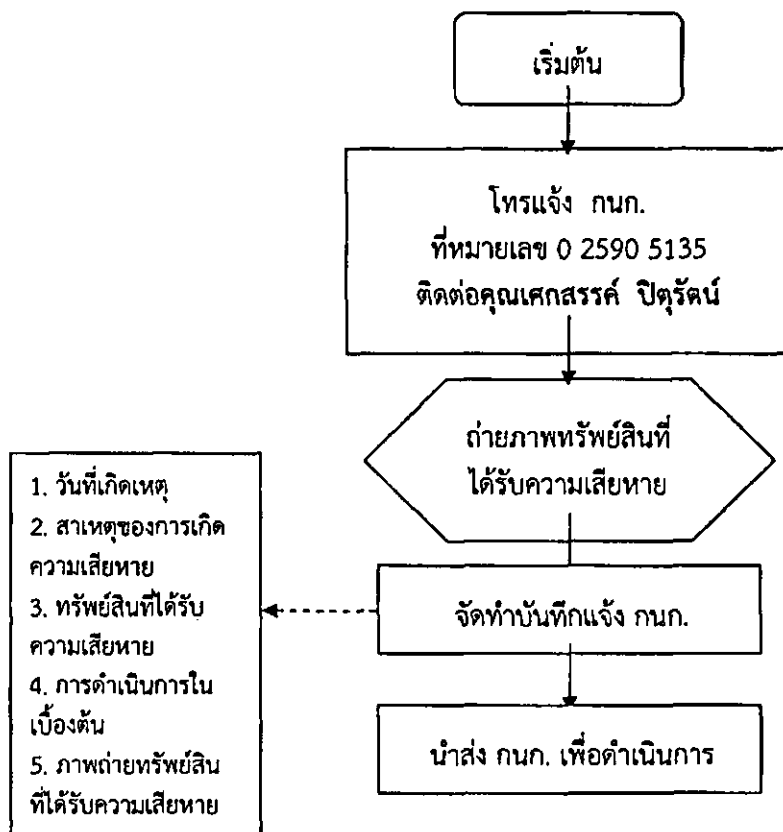 เริ่มต้น
โทรแจ้ง กนก.
ที่หมายเลข 0 2590 5135
ติดต่อคุณเศกสรรค์ ปิตุรัตน์
ถ่ายภาพทรัพย์สินที่
ได้รับความเสียหาย
จัดทำบันทึกแจ้ง กนก.
1. วันที่เกิดเหตุ
2. สาเหตุของการเกิด
ความเสียหาย
3. ทรัพย์สินที่ได้รับ
ความเสียหาย
4. การดำเนินการใน
เบื้องต้น
5. ภาพถ่ายทรัพย์สิน
ที่ได้รับความเสียหาย
นำส่ง กนก. เพื่อดำเนินการ